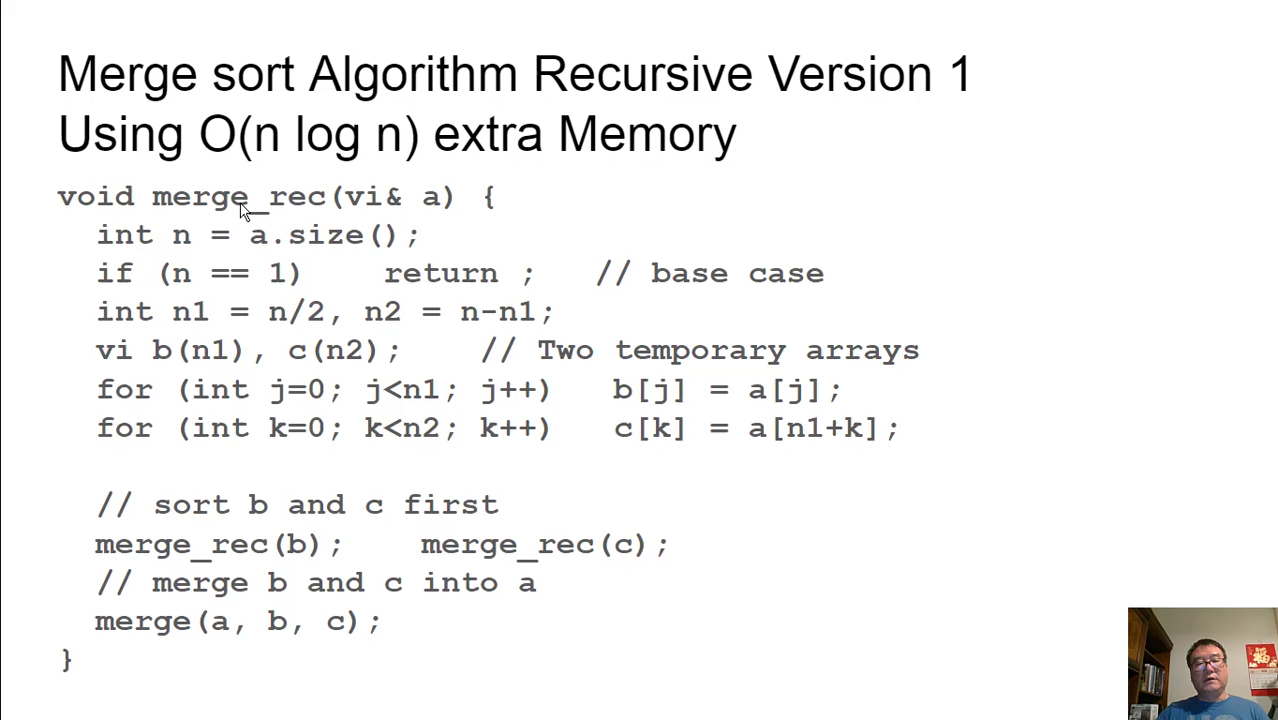 Merge sort Algorithm Recursive Version 1
Using O(n log n) extra Memory
void merge_rec(vi& a) {
int n = a.size();
if (n == 1) return ; // base case
int n1 = n/2, n2 = n-n1;
vi b(n1), c(n2); // Two temporary arrays
for (int j=0; j<n1; j++) b[j] = a[j];
for (int k=0; k<n2; k++) c[k] = a[n1+k];
// sort b and c first
merge_rec(b); merge_rec(c);
// merge b and c into a
merge(a, b, c);
}
福